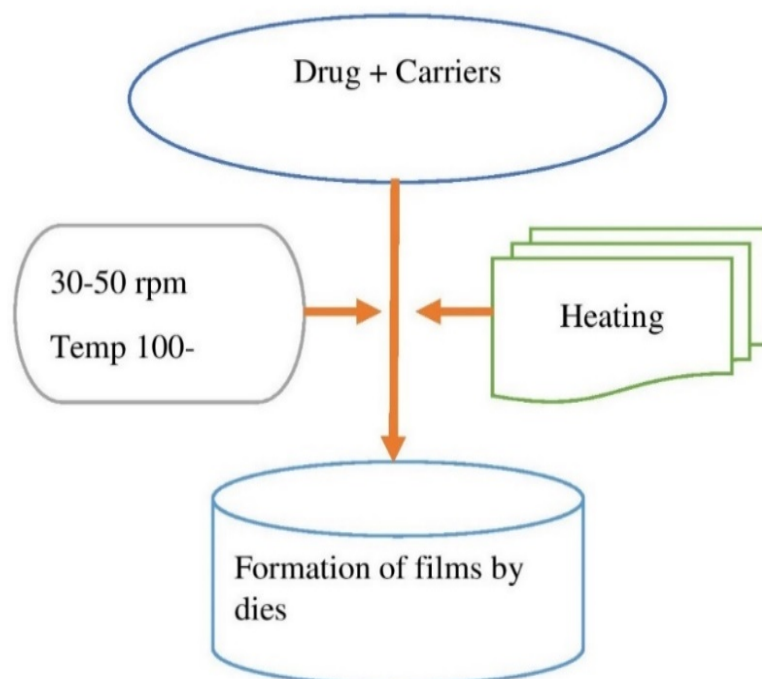 Drug + Carriers
30-50 rpm
Temp 100-
Heating
Formation of films by
dies